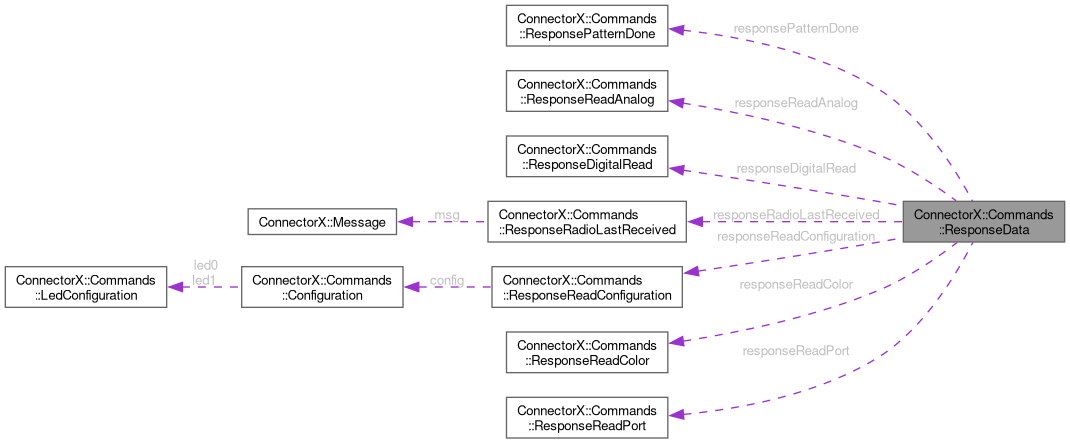 ConnectorX::Commands
::ResponsePatternDone
responsePatternDone
ConnectorX::Commands
::ResponseReadAnalog
responseReadAnalog
ConnectorX::Commands
::ResponseDigitalRead
responseDigitalRead
ConnectorX::Message
msg
ConnectorX::Commands
::ResponseRadioLastReceived
responseRadioLastReceived
ConnectorX::Commands
::ResponseData
responseReadConfiguration
ConnectorX::Commands
::LedConfiguration
led0
led1
ConnectorX::Commands
::Configuration
config
ConnectorX::Commands
::ResponseReadConfiguration
responseReadColor
ConnectorX::Commands
::ResponseReadColor
responseReadPort
ConnectorX::Commands
::ResponseReadPort